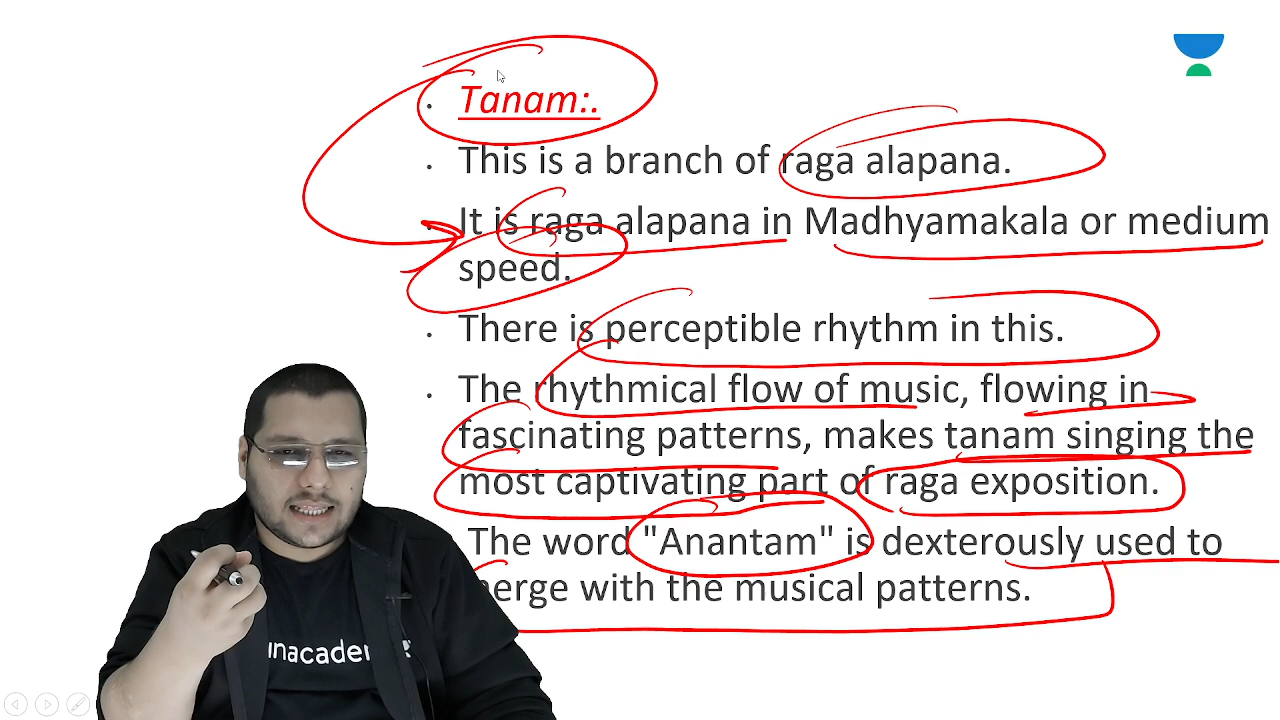 Tanam:.
This is a branch of raga alapana.
It is raga alapana in Madhyamakala or medium
speed.
There is perceptible rhythm in this.
The rhythmical flow of music, flowing in
fascinating patterns, makes tanam singing the
most captivating part of raga exposition.
The word "Anantam" is dexterously used to
merge with the musical patterns.